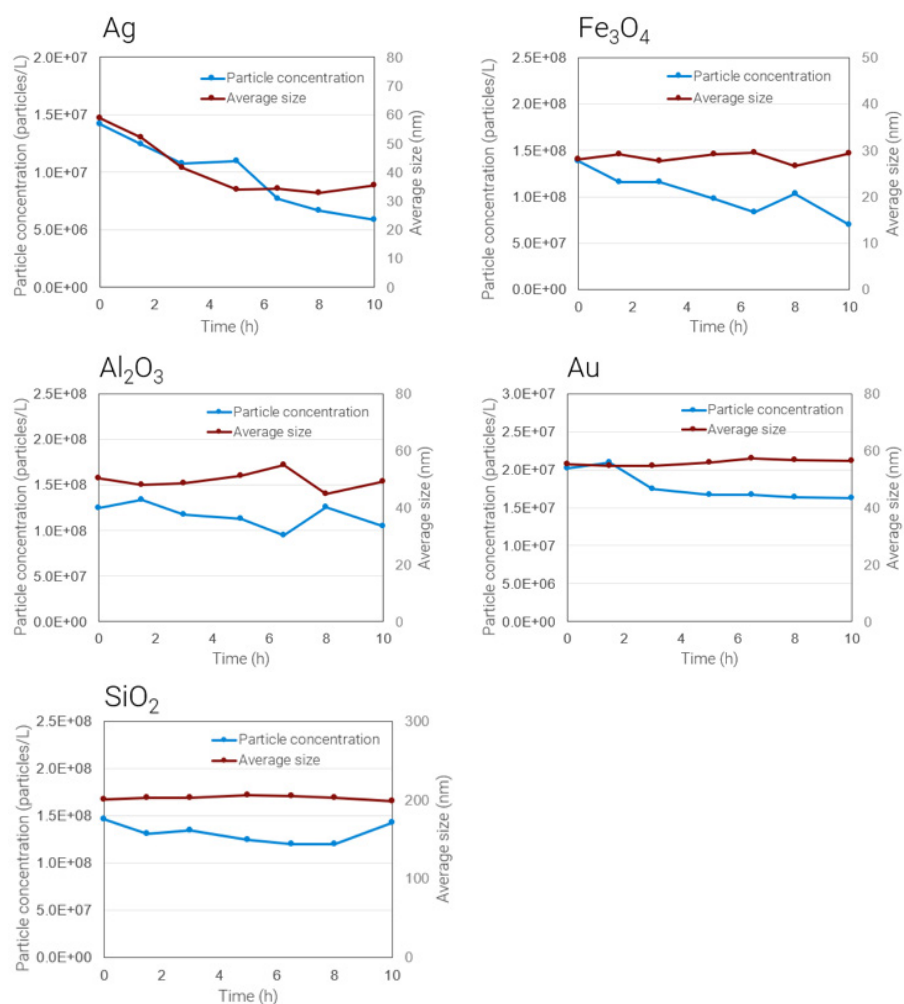 Ag
Particle concentration (particles/L)
2.0E+07
1.5E+07
1.0E+07
5.0E+06
0.0E+00
Particle concentration
Average size
80
70
60
50
40
30
20
10
0
Average size (nm)
0 2 4 6 8 10
Time (h)
Fe₃O₄
Particle concentration (particles/L)
2.5E+08
2.0E+08
1.5E+08
1.0E+08
5.0E+07
0.0E+00
Particle concentration
Average size
50
40
30
20
10
0
Average size (nm)
0 2 4 6 8 10
Time (h)
Al₂O₃
Particle concentration (particles/L)
2.5E+08
2.0E+08
1.5E+08
1.0E+08
5.0E+07
0.0E+00
Particle concentration
Average size
80
60
40
20
0
Average size (nm)
0 2 4 6 8 10
Time (h)
Au
Particle concentration (particles/L)
3.0E+07
2.5E+07
2.0E+07
1.5E+07
1.0E+07
5.0E+06
0.0E+00
Particle concentration
Average size
80
60
40
20
0
Average size (nm)
0 2 4 6 8 10
Time (h)
SiO₂
Particle concentration (particles/L)
2.5E+08
2.0E+08
1.5E+08
1.0E+08
5.0E+07
0.0E+00
Particle concentration
Average size
300
200
100
0
Average size (nm)
0 2 4 6 8 10
Time (h)